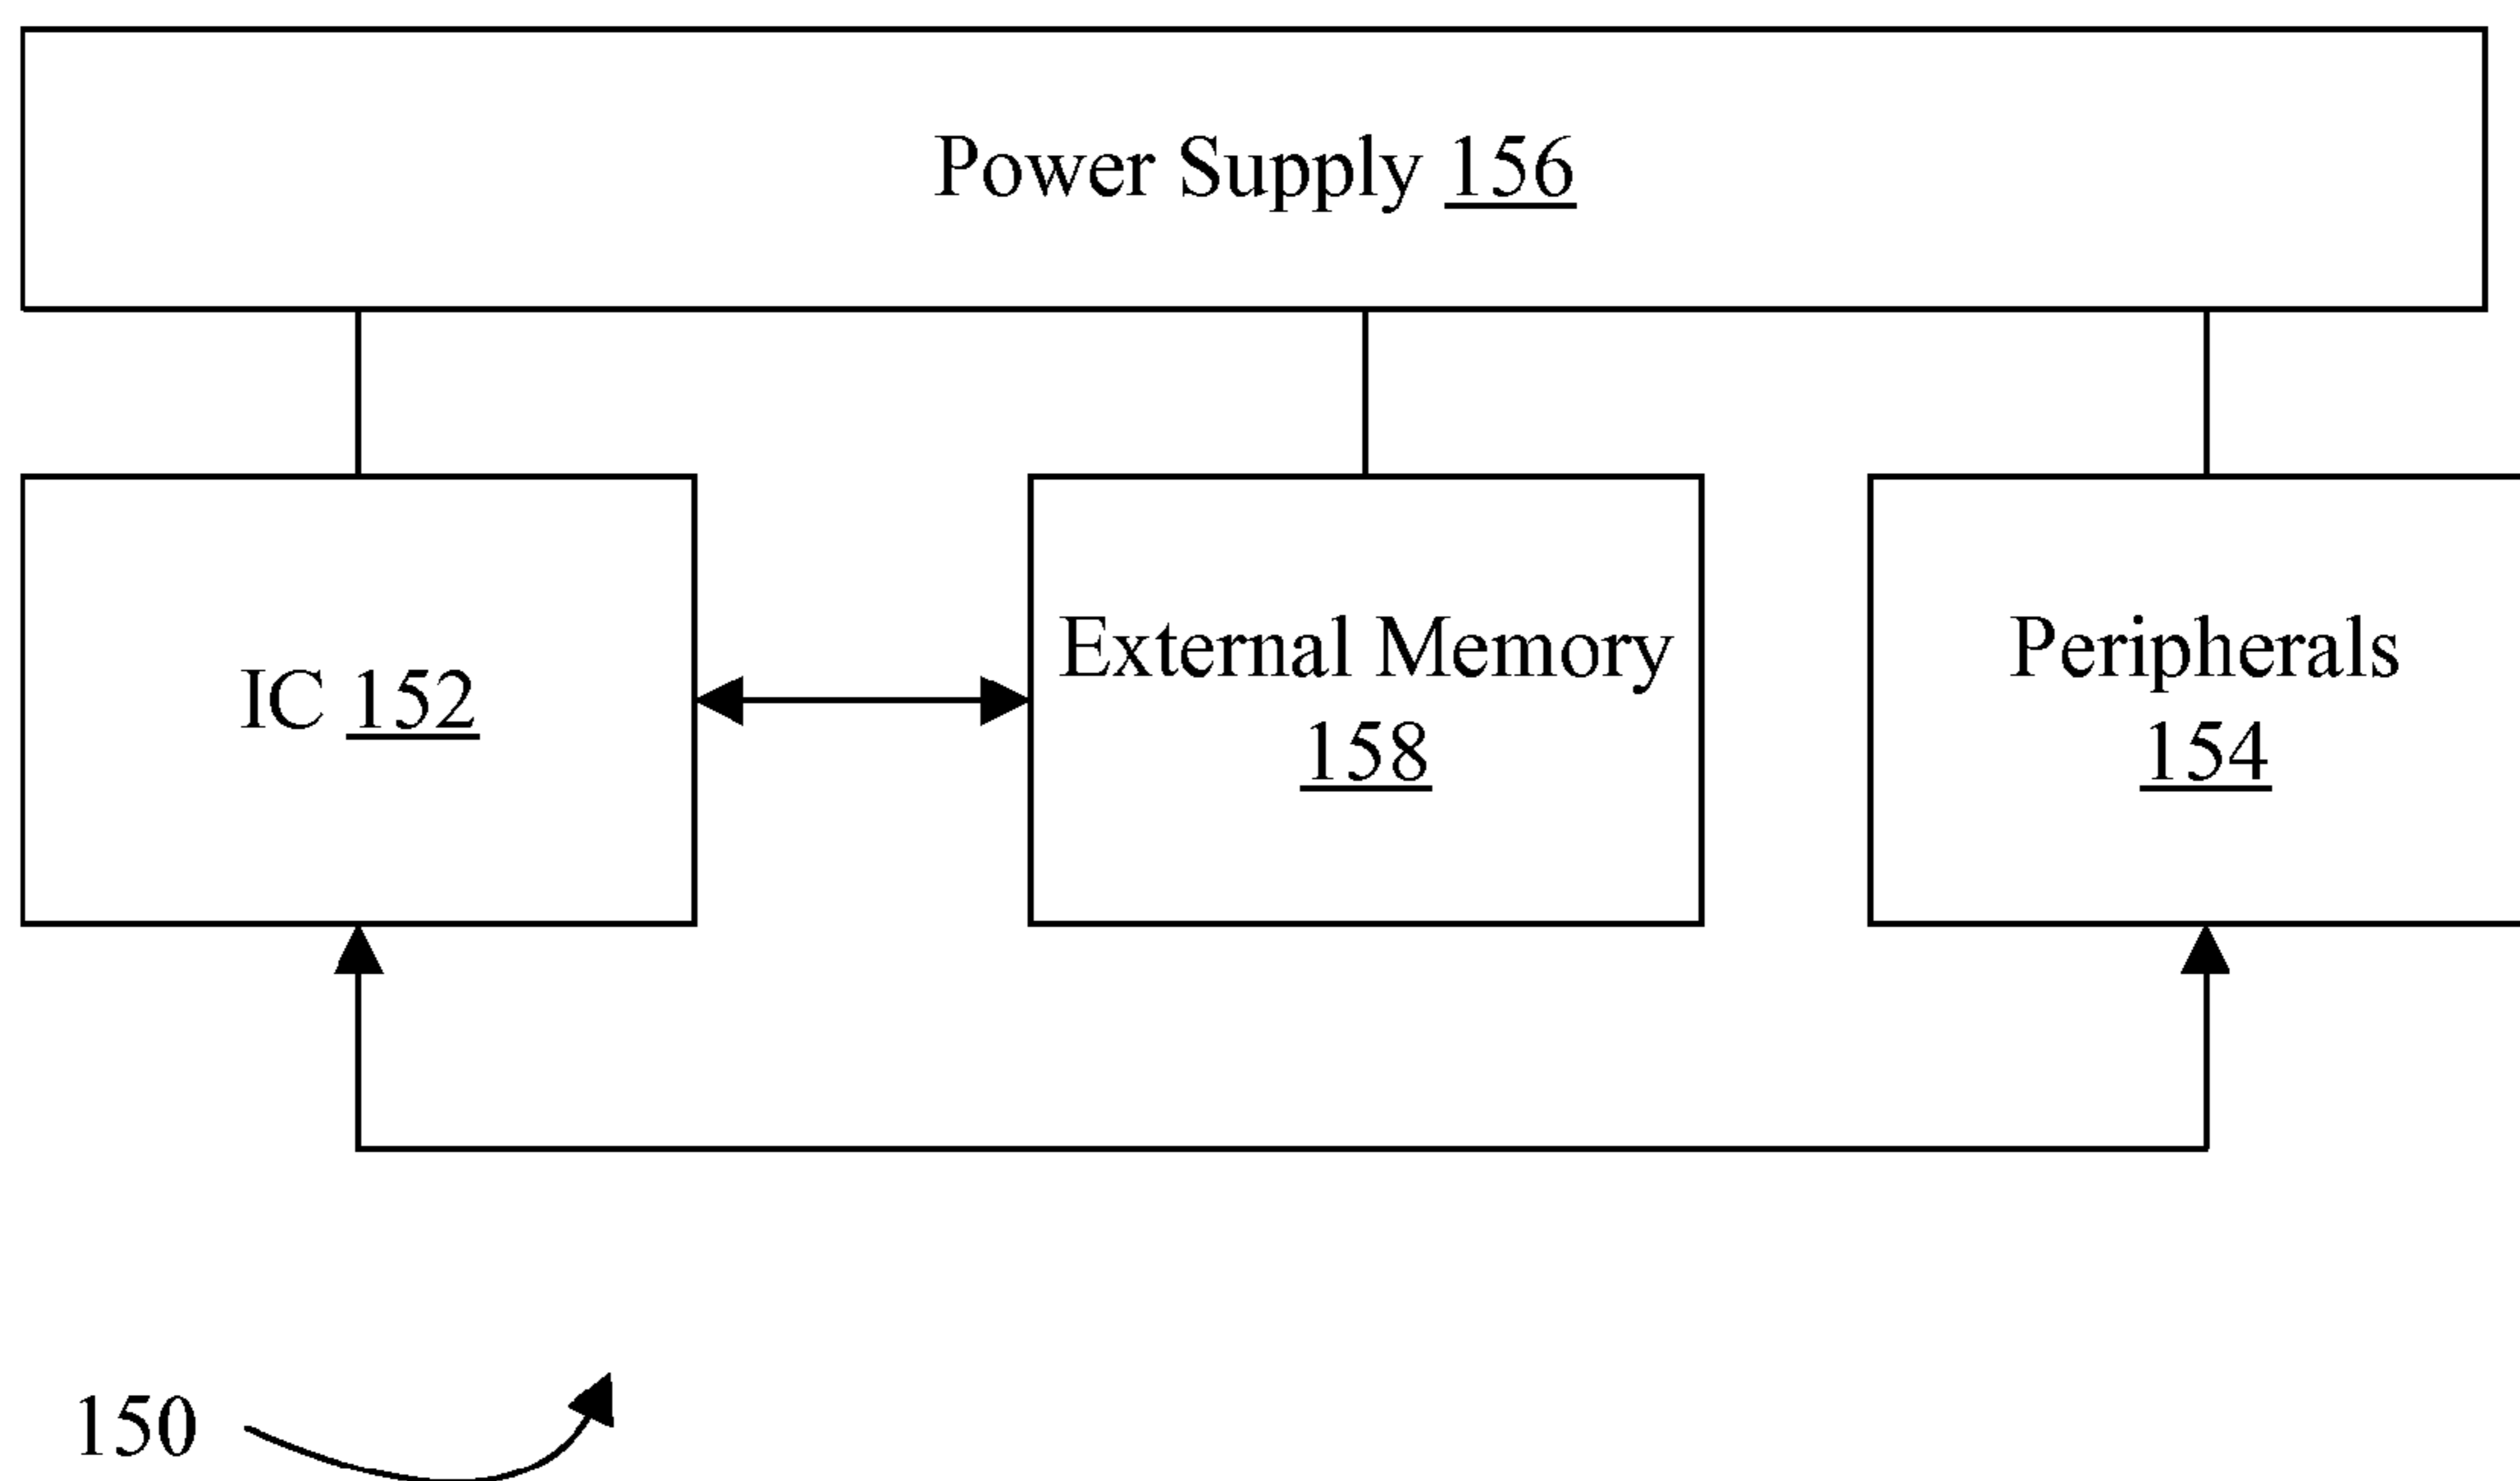 Power Supply 156
IC 152
External Memory
158
Peripherals
154
150